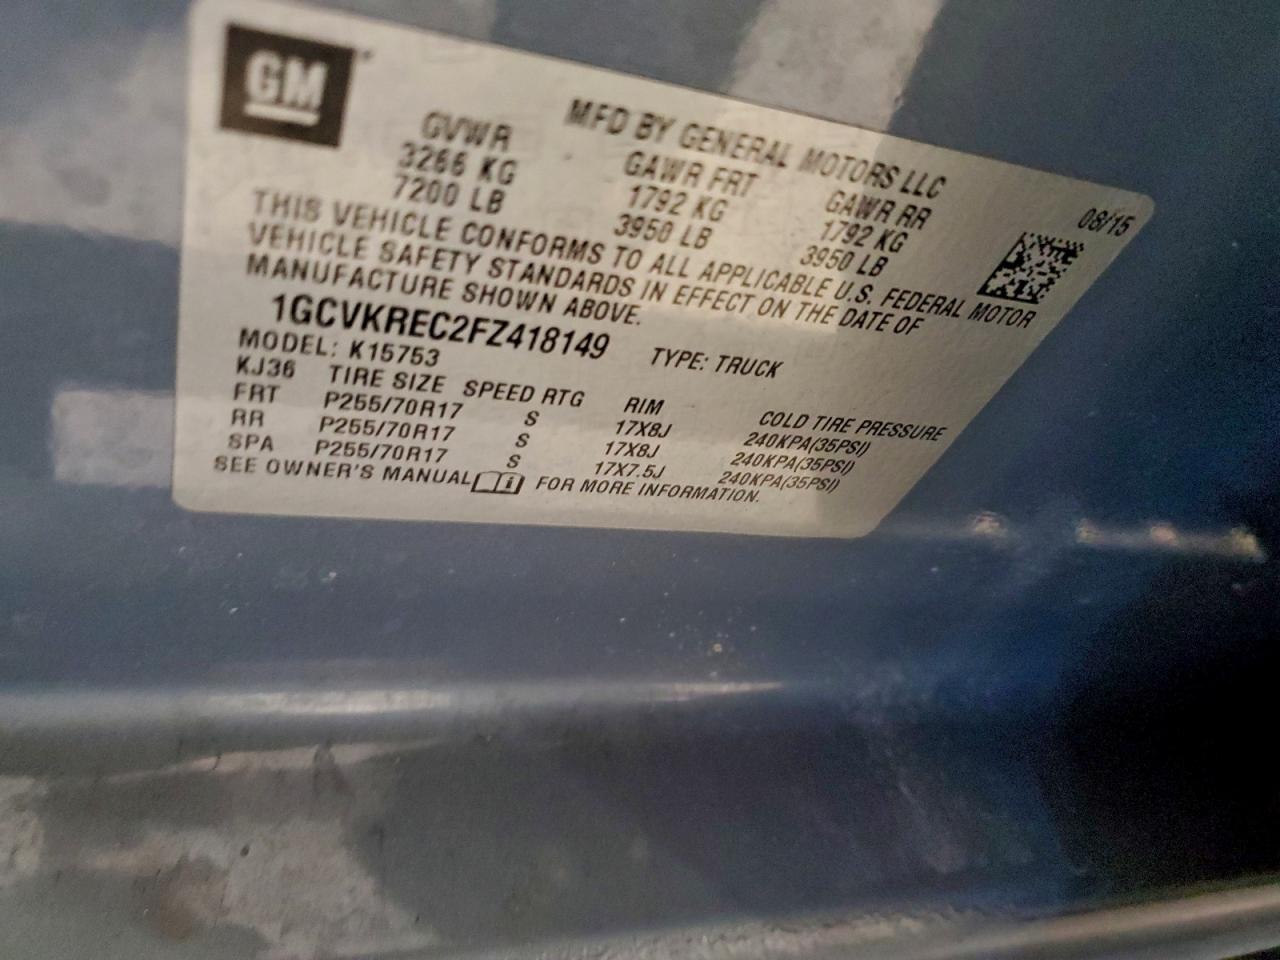 GM
MFD BY GENERAL MOTORS LLC
08/15
GVWR GAWR FRT GAWR RR
3266 KG 1792 KG 1792 KG
7200 LB 3950 LB 3950 LB
THIS VEHICLE CONFORMS TO ALL APPLICABLE U.S. FEDERAL MOTOR
VEHICLE SAFETY STANDARDS IN EFFECT ON THE DATE OF
MANUFACTURE SHOWN ABOVE.
1GCVKREC2FZ418149 TYPE: TRUCK
MODEL: K15753
KJ36 TIRE SIZE SPEED RTG RIM COLD TIRE PRESSURE
FRT P255/70R17 S 17X8J 240KPA(35PSI)
RR P255/70R17 S 17X8J 240KPA(35PSI)
SPA P255/70R17 S 17X7.5J 240KPA(35PSI)
SEE OWNER'S MANUAL i FOR MORE INFORMATION.